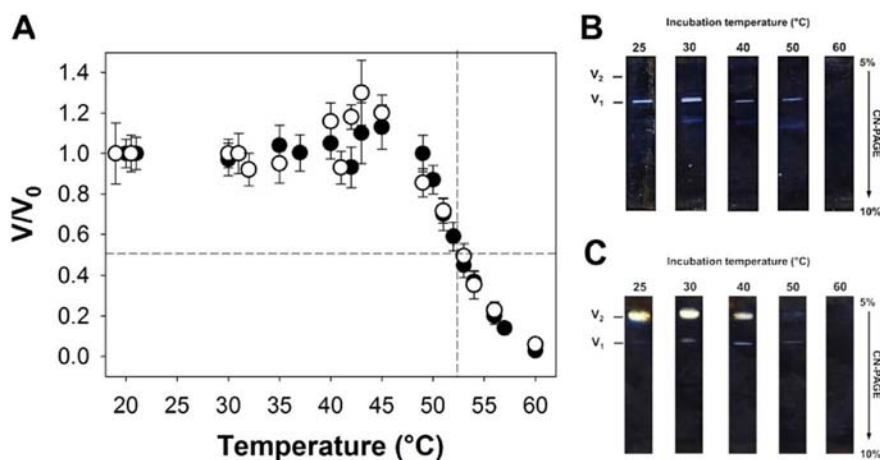 A
1.4
1.2
1.0
0.8
0.6
0.4
0.2
0.0
V/V0
20 25 30 35 40 45 50 55 60
Temperature (°C)
B
Incubation temperature (°C)
25 30 40 50 60
V2
V1
5%
CN-PAGE
10%
C
Incubation temperature (°C)
25 30 40 50 60
V2
V1
5%
CN-PAGE
10%